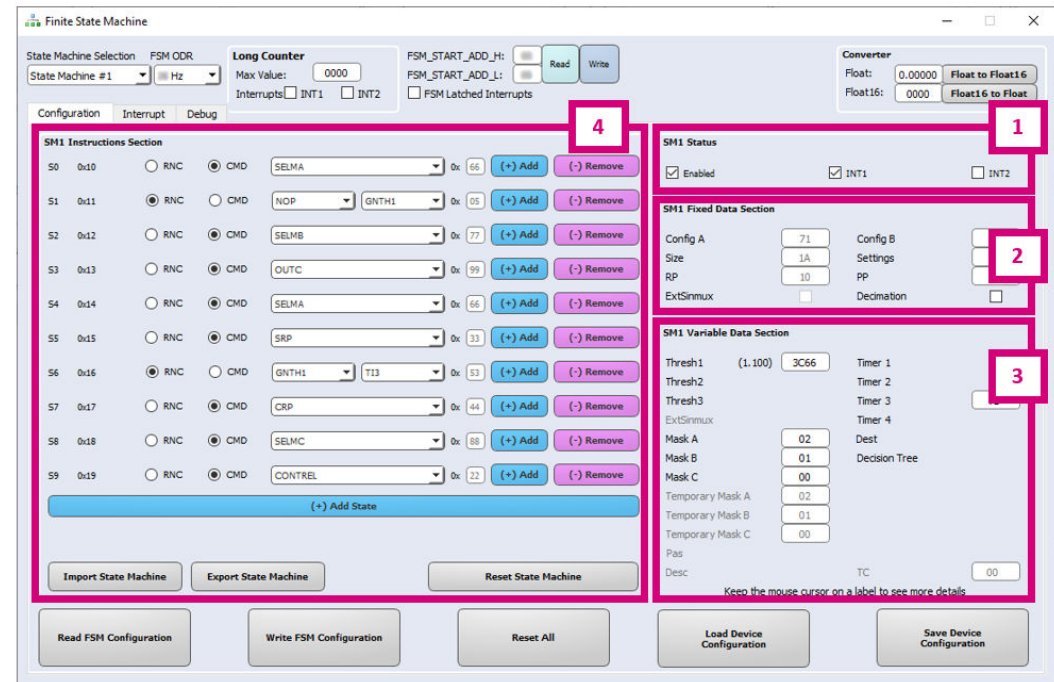 Finite State Machine
State Machine Selection FSM ODR Long Counter FSM_START_ADD_H: Read Write Converter
State Machine #1 Hz Max Value: 0000 FSM_START_ADD_L: Float: 0.00000 Float to Float16
Interrupts INT1 INT2 FSM Latched Interrupts Float16: 0000 Float16 to Float
Configuration Interrupt Debug
4
1
SM1 Instructions Section
S0 0x10 RNC CMD SELMA 0x 66 (+) Add (-) Remove
S1 0x11 RNC CMD NOP GNTH1 0x 05 (+) Add (-) Remove
S2 0x12 RNC CMD SELMB 0x 77 (+) Add (-) Remove
S3 0x13 RNC CMD OUTC 0x 99 (+) Add (-) Remove
S4 0x14 RNC CMD SELMA 0x 66 (+) Add (-) Remove
S5 0x15 RNC CMD SRP 0x 33 (+) Add (-) Remove
S6 0x16 RNC CMD GNTH1 TI3 0x 53 (+) Add (-) Remove
S7 0x17 RNC CMD CRP 0x 44 (+) Add (-) Remove
S8 0x18 RNC CMD SELMC 0x 88 (+) Add (-) Remove
S9 0x19 RNC CMD CONTREL 0x 22 (+) Add (-) Remove
(+) Add State
Import State Machine Export State Machine Reset State Machine
SM1 Status
Enabled INT1 INT2
SM1 Fixed Data Section
2
Config A 71 Config B
Size 1A Settings
RP 10 PP
ExtSinmux Decimation
SM1 Variable Data Section
3
Thresh1 (1.100) 3C66 Timer 1
Thresh2 Timer 2
Thresh3 Timer 3
ExtSinmux Timer 4
Mask A 02 Dest
Mask B 01 Decision Tree
Mask C 00
Temporary Mask A 02
Temporary Mask B 01
Temporary Mask C 00
Pas
Desc TC 00
Keep the mouse cursor on a label to see more details
Read FSM Configuration Write FSM Configuration Reset All Load Device Configuration Save Device Configuration